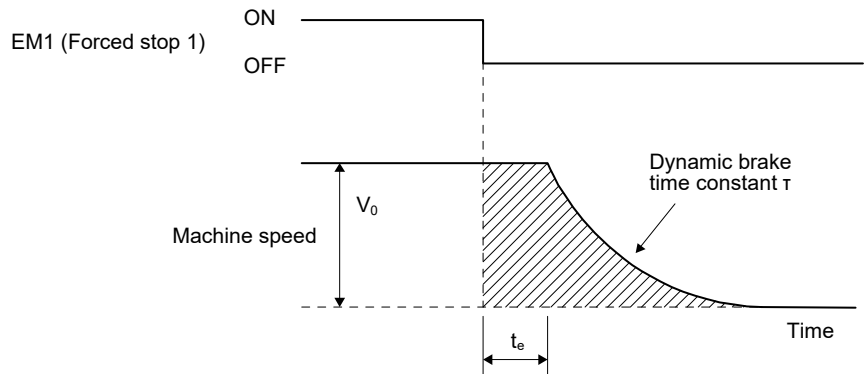 ON
EM1 (Forced stop 1)
OFF
Dynamic brake
time constant τ
V₀
Machine speed
Time
tₑ